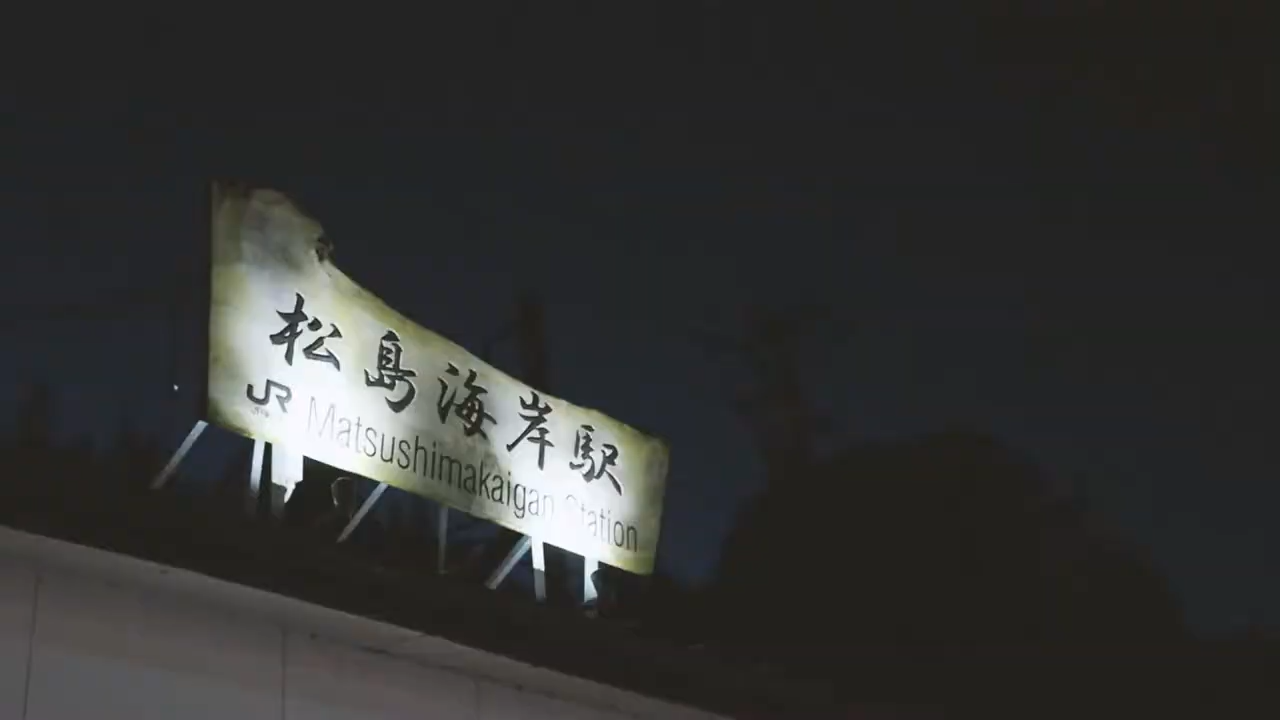 松島海岸駅
JR Matsushimakaigan Station